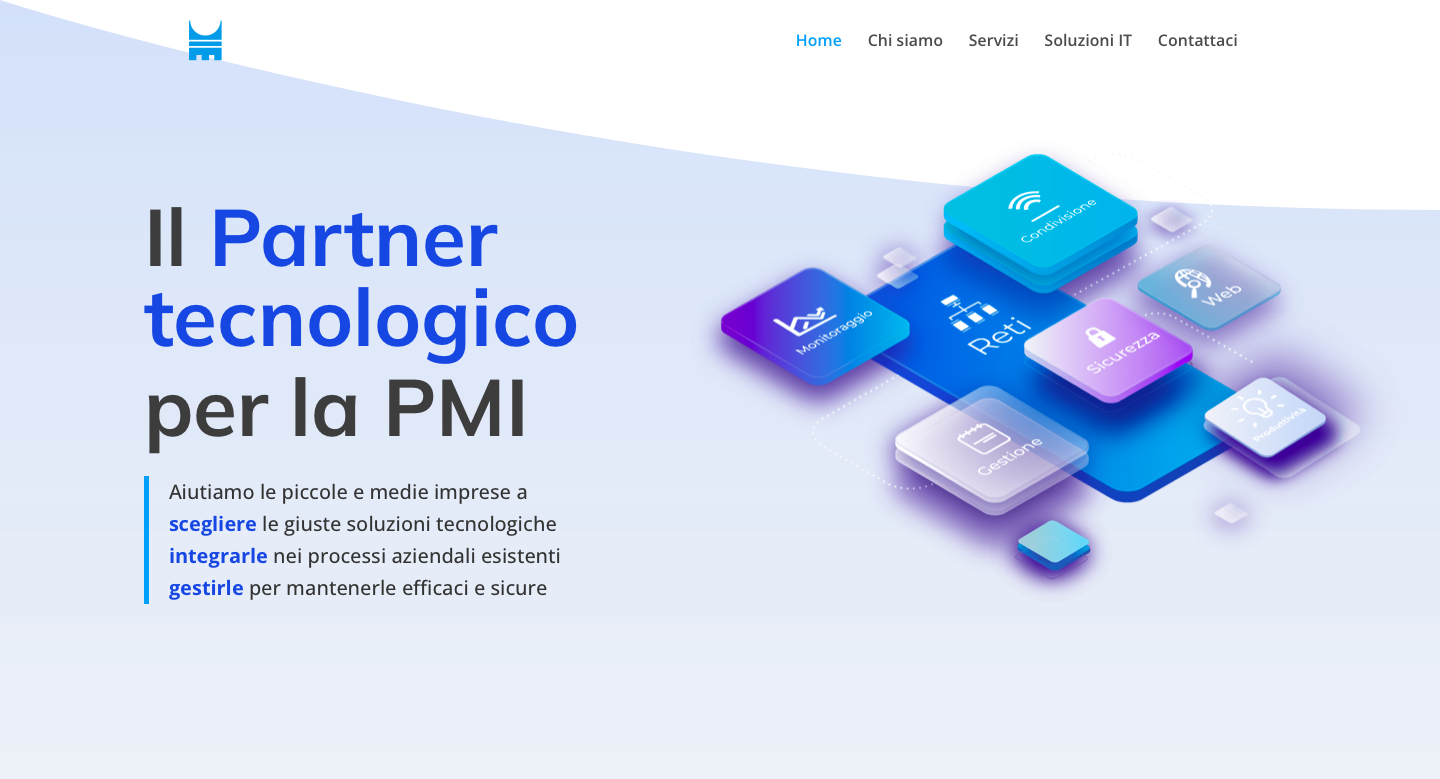 Home Chi siamo Servizi Soluzioni IT Contattaci
Il Partner
tecnologico
per la PMI
Aiutiamo le piccole e medie imprese a
scegliere le giuste soluzioni tecnologiche
integrarle nei processi aziendali esistenti
gestirle per mantenerle efficaci e sicure
Condivisione
Web
Monitoraggio
Reti
Sicurezza
Produttività
Gestione